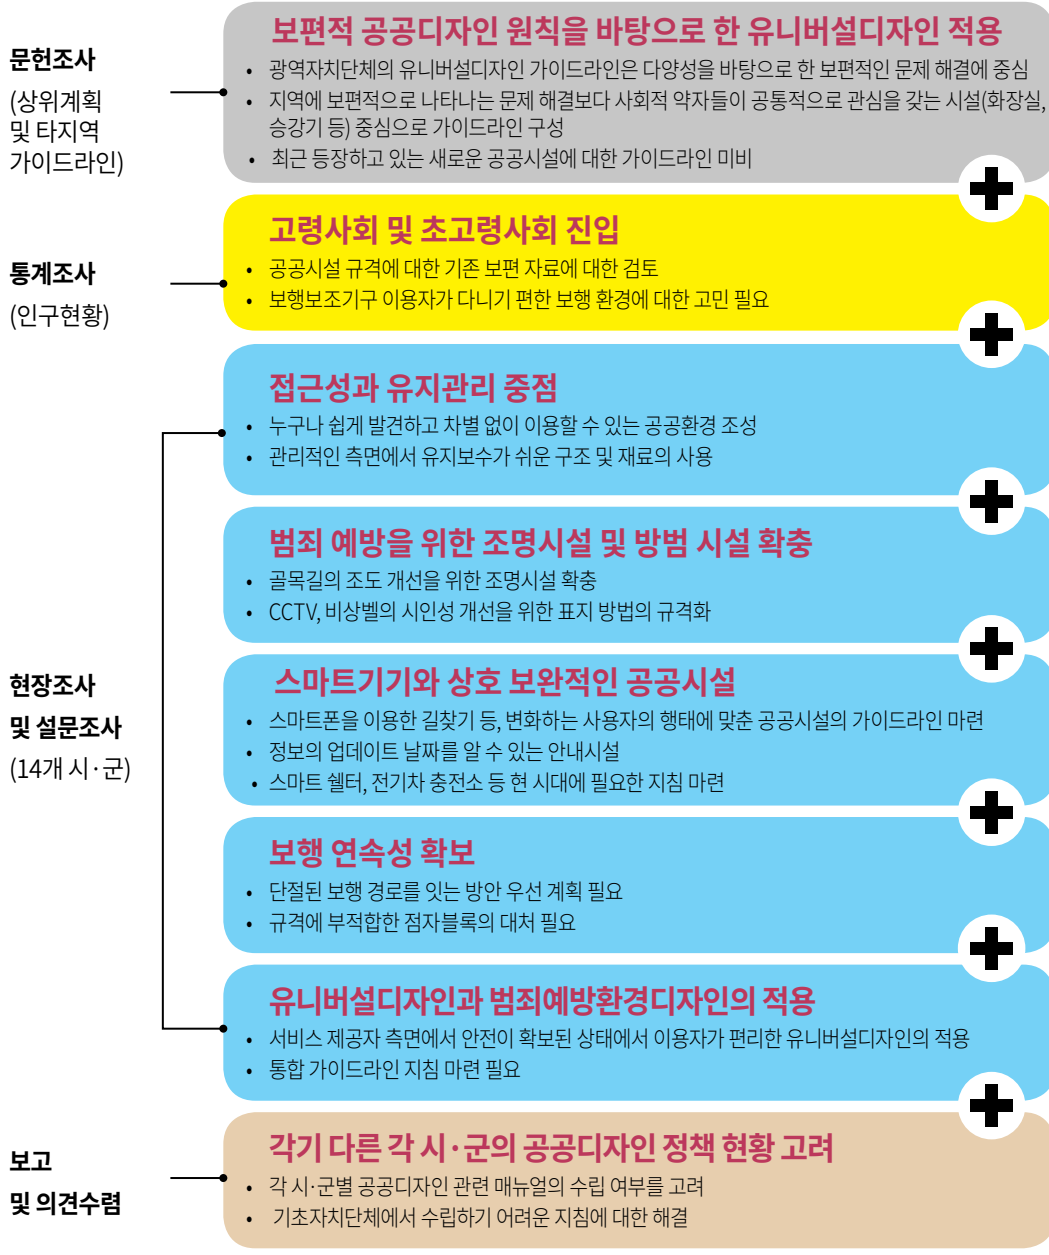 문헌조사
(상위계획
및 타지역
가이드라인)
보편적 공공디자인 원칙을 바탕으로 한 유니버설디자인 적용
• 광역자치단체의 유니버설디자인 가이드라인은 다양성을 바탕으로 한 보편적인 문제 해결에 중심
• 지역에 보편적으로 나타나는 문제 해결보다 사회적 약자들이 공통적으로 관심을 갖는 시설(화장실,
승강기 등) 중심으로 가이드라인 구성
• 최근 등장하고 있는 새로운 공공시설에 대한 가이드라인 미비
통계조사
(인구현황)
고령사회 및 초고령사회 진입
• 공공시설 규격에 대한 기존 보편 자료에 대한 검토
• 보행보조기구 이용자가 다니기 편한 보행 환경에 대한 고민 필요
현장조사
및 설문조사
(14개 시·군)
접근성과 유지관리 중점
• 누구나 쉽게 발견하고 차별 없이 이용할 수 있는 공공환경 조성
• 관리적인 측면에서 유지보수가 쉬운 구조 및 재료의 사용
범죄 예방을 위한 조명시설 및 방범 시설 확충
• 골목길의 조도 개선을 위한 조명시설 확충
• CCTV, 비상벨의 시인성 개선을 위한 표지 방법의 규격화
스마트기기와 상호 보완적인 공공시설
• 스마트폰을 이용한 길찾기 등, 변화하는 사용자의 행태에 맞춘 공공시설의 가이드라인 마련
• 정보의 업데이트 날짜를 알 수 있는 안내시설
• 스마트 쉘터, 전기차 충전소 등 현 시대에 필요한 지침 마련
보행 연속성 확보
• 단절된 보행 경로를 잇는 방안 우선 계획 필요
• 규격에 부적합한 점자블록의 대처 필요
유니버설디자인과 범죄예방환경디자인의 적용
• 서비스 제공자 측면에서 안전이 확보된 상태에서 이용자가 편리한 유니버설디자인의 적용
• 통합 가이드라인 지침 마련 필요
보고
및 의견수렴
각기 다른 각 시·군의 공공디자인 정책 현황 고려
• 각 시·군별 공공디자인 관련 매뉴얼의 수립 여부를 고려
• 기초자치단체에서 수립하기 어려운 지침에 대한 해결